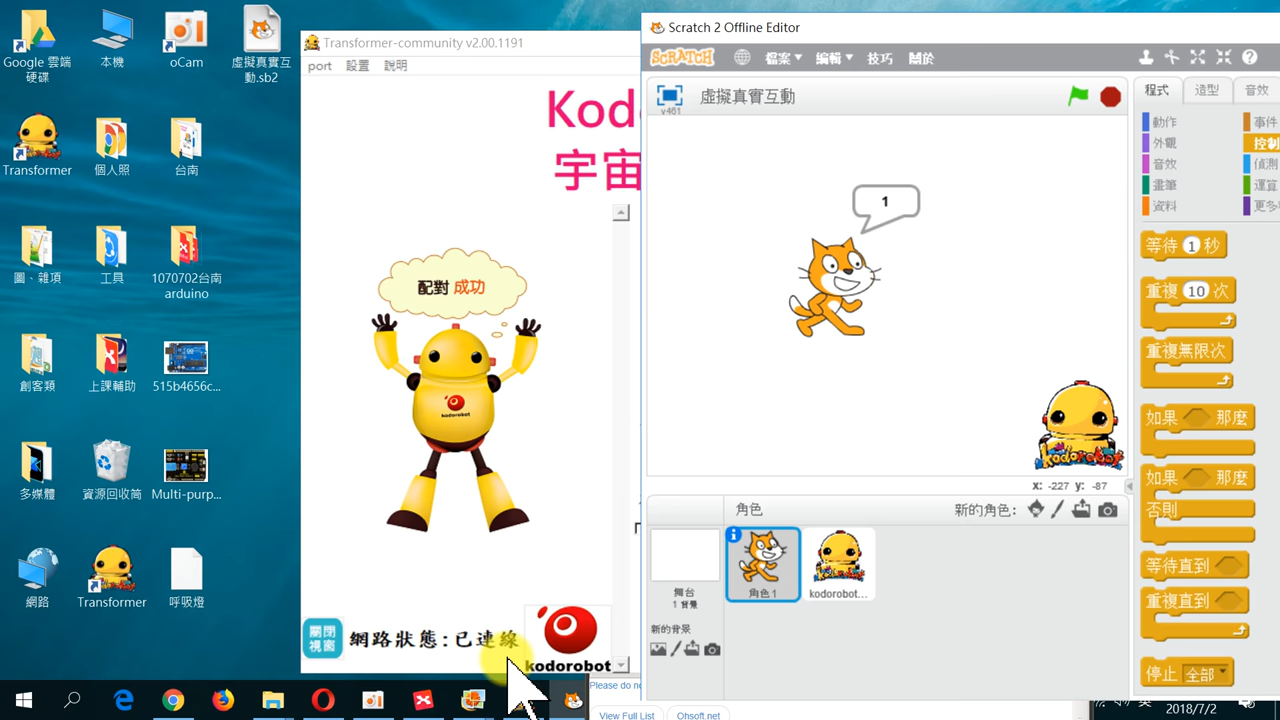 Google 雲端
硬碟
本機
oCam
虛擬真實互
動.sb2
Transformer
個人照
台南
圖、雜項
工具
1070702台南
arduino
創客類
上課輔助
515b4656c...
多媒體
資源回收筒
Multi-purp...
網路
Transformer
呼吸燈
Transformer-community v2.00.1191
port 設置 說明
Kod
宇宙
配對 成功
kodorobot
關閉
視窗
網路狀態:已連線
kodorobot
Please do no
View Full List
Ohsoft.net
Scratch 2 Offline Editor
SCRATCH
檔案 編輯 技巧 關於
v461
虛擬真實互動
1
kodorobot
x: -227 y: -87
角色
新的角色:
舞台
1 背景
新的背景
角色1
kodorobot...
程式
造型
音效
動作
事件
外觀
控制
音效
偵測
畫筆
運算
資料
更多
等待 1 秒
重複 10 次
重複無限次
如果 那麼
如果 那麼
否則
等待直到
重複直到
停止 全部
英
2018/7/2